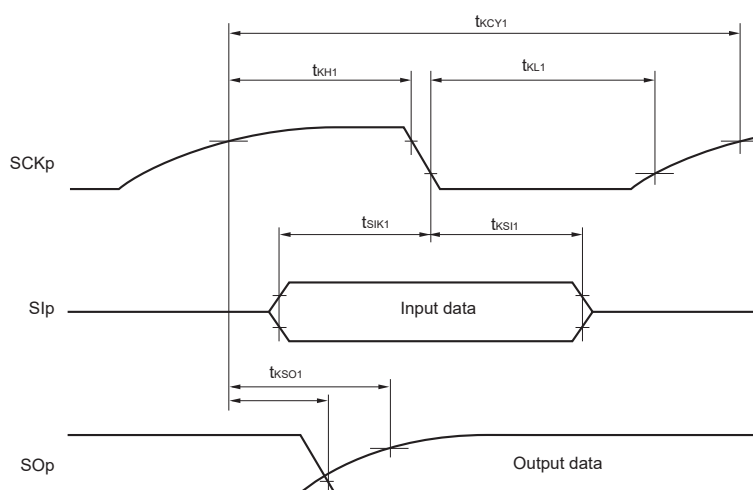 tKCY1
tKH1
tKL1
SCKp
tSIK1
tKSI1
SIp
Input data
tKSO1
SOp
Output data